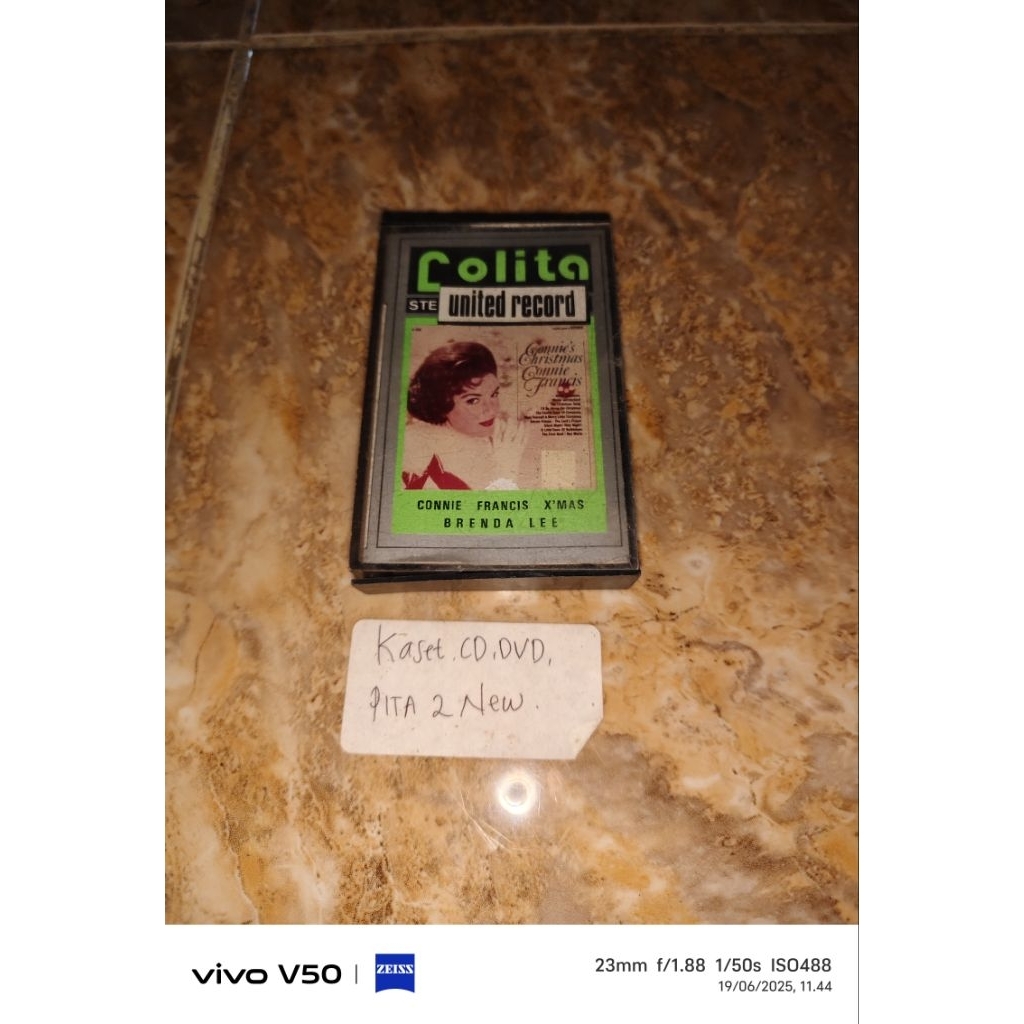 Lolita
STE
united record
Connie's
Christmas
Connie
Francis
CONNIE FRANCIS X'MAS
BRENDA LEE
Kaset, CD, DVD,
PITA 2 New.
vivo V50 | ZEISS
23mm f/1.88 1/50s ISO488
19/06/2025, 11.44